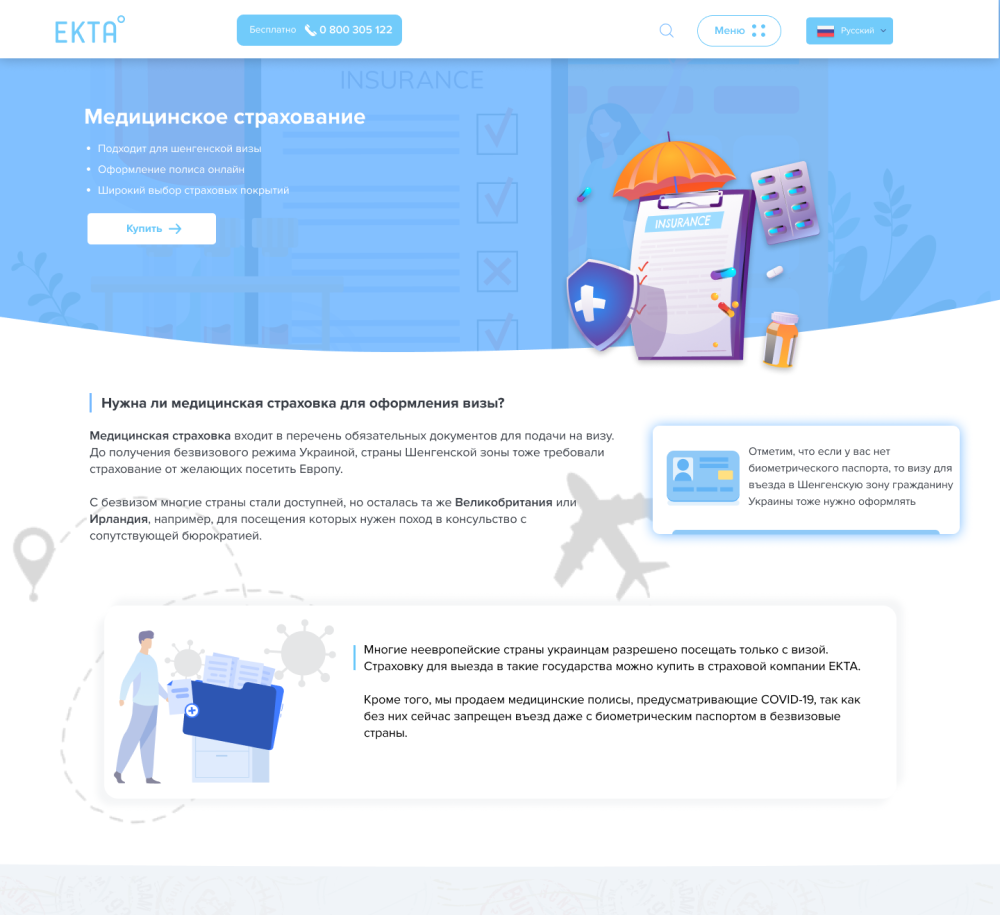 ЕКТА°
Бесплатно 0 800 305 122
Меню
Русский
INSURANCE
Медицинское страхование
• Подходит для шенгенской визы
• Оформление полиса онлайн
• Широкий выбор страховых покрытий
Купить →
INSURANCE
Нужна ли медицинская страховка для оформления визы?
Медицинская страховка входит в перечень обязательных документов для подачи на визу.
До получения безвизового режима Украиной, страны Шенгенской зоны тоже требовали
страхование от желающих посетить Европу.
С безвизом многие страны стали доступней, но осталась та же Великобритания или
Ирландия, например, для посещения которых нужен поход в консульство с
сопутствующей бюрократией.
Отметим, что если у вас нет
биометрического паспорта, то визу для
въезда в Шенгенскую зону гражданину
Украины тоже нужно оформлять
Многие неевропейские страны украинцам разрешено посещать только с визой.
Страховку для выезда в такие государства можно купить в страховой компании ЕКТА.
Кроме того, мы продаем медицинские полисы, предусматривающие COVID-19, так как
без них сейчас запрещен въезд даже с биометрическим паспортом в безвизовые
страны.